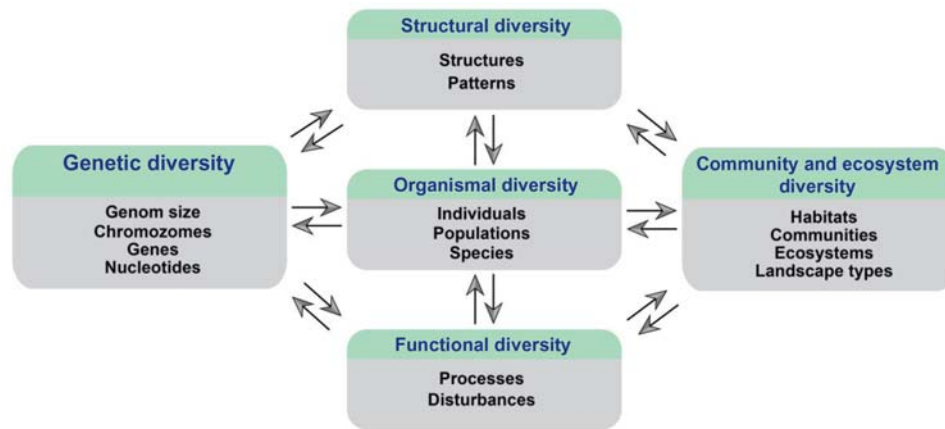 Structural diversity
Structures
Patterns
Genetic diversity
Genom size
Chromozomes
Genes
Nucleotides
Organismal diversity
Individuals
Populations
Species
Community and ecosystem
diversity
Habitats
Communities
Ecosystems
Landscape types
Functional diversity
Processes
Disturbances